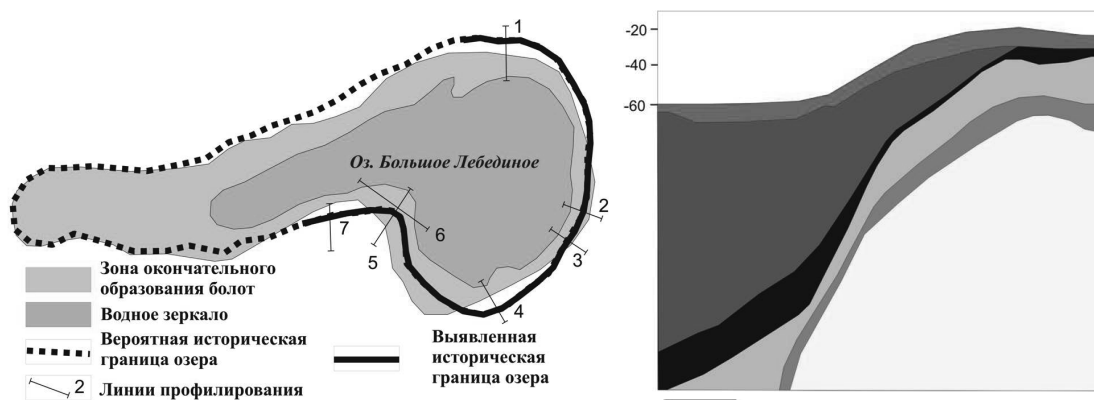 1
Оз. Большое Лебединое
2
7
6
3
5
4
Зона окончательного
образования болот
Водное зеркало
Вероятная историческая
граница озера
2 Линии профилирования
Выявленная
историческая
граница озера
-20
-40
-60